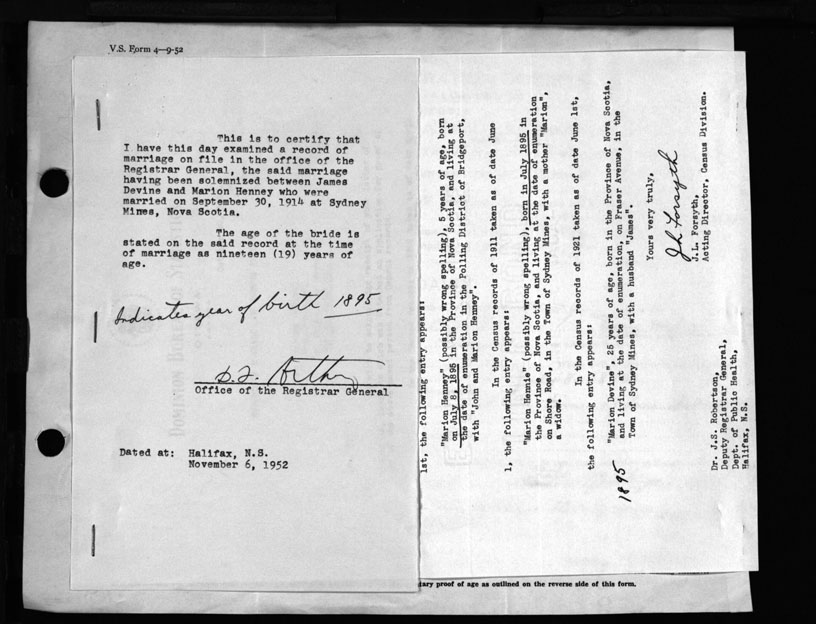 V.S. Form 4—9-52
This is to certify that
I have this day examined a record of
marriage on file in the office of the
Registrar General, the said marriage
having been solemnized between James
Devine and Marion Henney who were
married on September 30, 1914 at Sydney
Mines, Nova Scotia.
The age of the bride is
stated on the said record at the time
of marriage as nineteen (19) years of
age.
Indicates year of birth 1895
Office of the Registrar General
Dated at: Halifax, N.S.
November 6, 1952
1st, the following entry appears:
"Marion Henney" (possibly wrong spelling), 5 years of age, born
on July 8, 1895 in the Province of Nova Scotia, and living at
the date of enumeration in the Polling District of Bridgeport,
with "John and Marion Henney".
In the Census records of 1911 taken as of date June
1, the following entry appears:
"Marion Hennie" (possibly wrong spelling), born in July 1895 in
the Province of Nova Scotia, and living at the date of enumeration
on Shore Road, in the Town of Sydney Mines, with a mother "Marion",
a widow.
In the Census records of 1921 taken as of date June 1st,
the following entry appears:
"Marion Devine", 25 years of age, born in the Province of Nova Scotia,
and living at the date of enumeration, on Fraser Avenue, in the
Town of Sydney Mines, with a husband "James".
1895
Yours very truly,
J L Forsyth
J.L. Forsyth,
Acting Director, Census Division.
Dr. J.S. Robertson,
Deputy Registrar General,
Dept. of Public Health,
Halifax, N.S.
tary proof of age as outlined on the reverse side of this form.